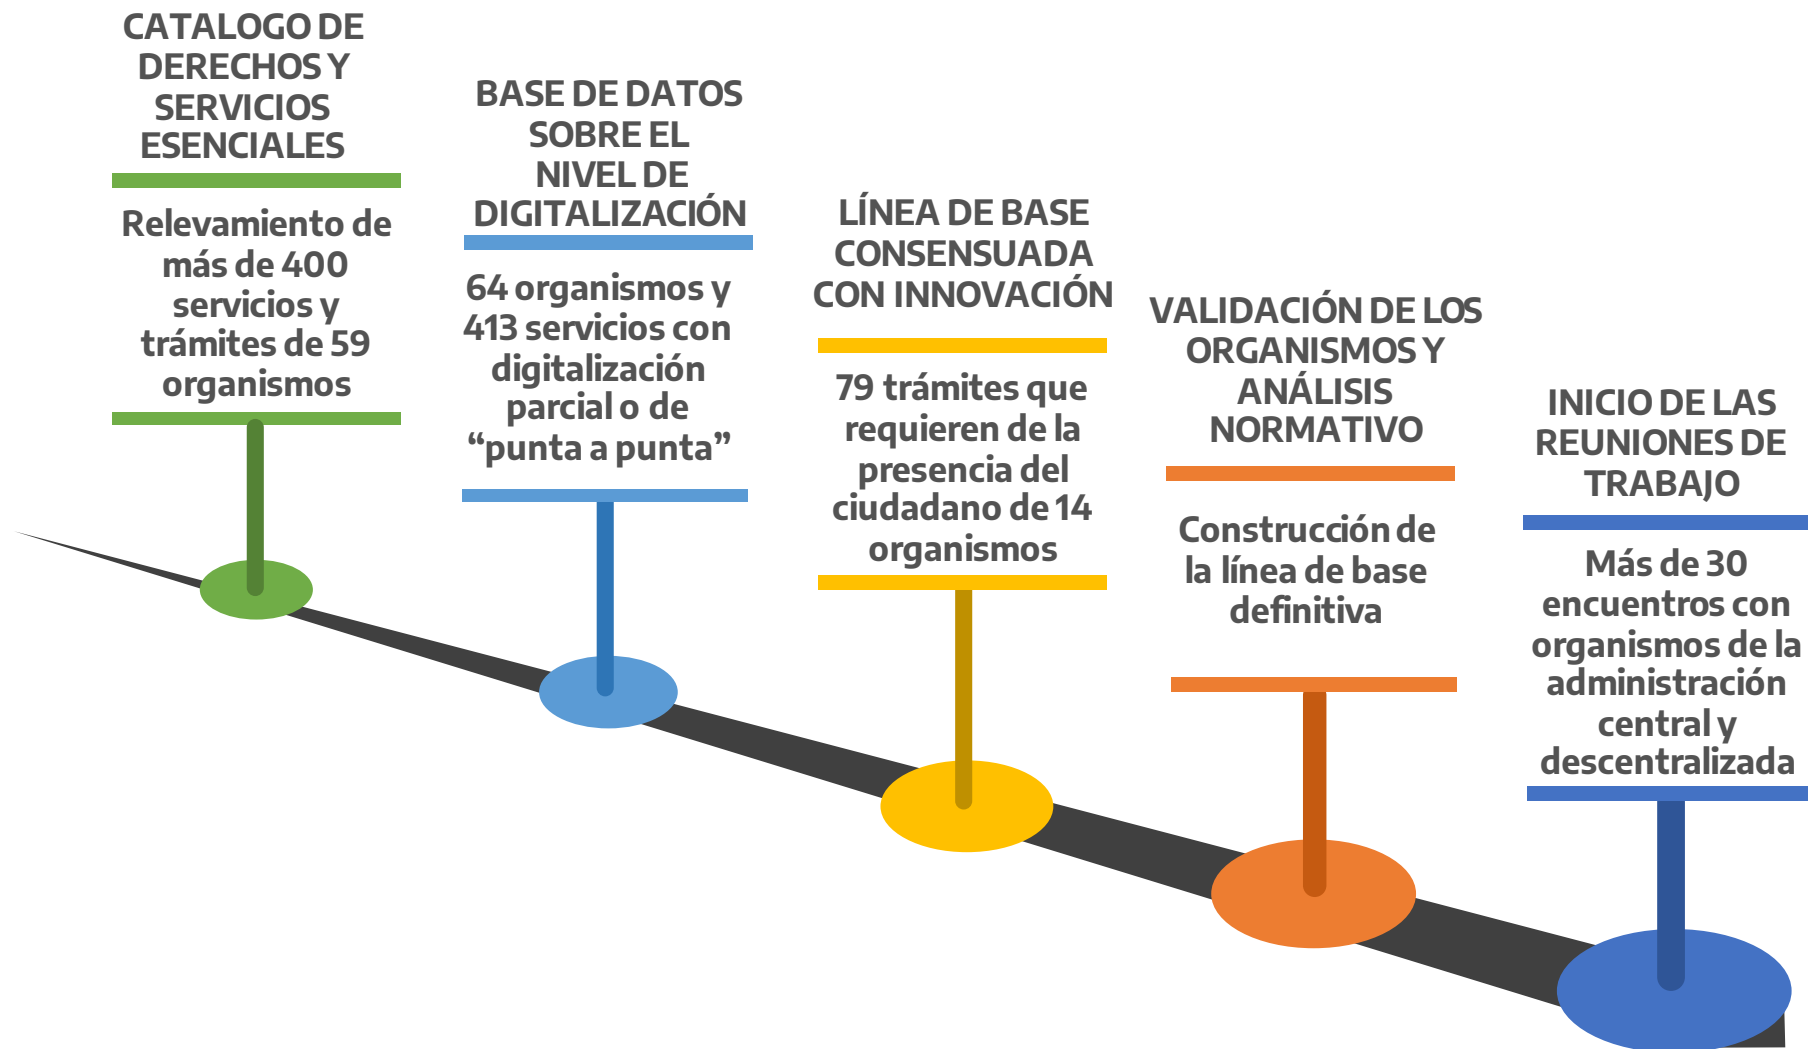 CATALOGO DE
DERECHOS Y
SERVICIOS
ESENCIALES
Relevamiento de
más de 400
servicios y
trámites de 59
organismos
BASE DE DATOS
SOBRE EL
NIVEL DE
DIGITALIZACIÓN
64 organismos y
413 servicios con
digitalización
parcial o de
“punta a punta”
LÍNEA DE BASE
CONSENSUADA
CON INNOVACIÓN
79 trámites que
requieren de la
presencia del
ciudadano de 14
organismos
VALIDACIÓN DE LOS
ORGANISMOS Y
ANÁLISIS
NORMATIVO
Construcción de
la línea de base
definitiva
INICIO DE LAS
REUNIONES DE
TRABAJO
Más de 30
encuentros con
organismos de la
administración
central y
descentralizada